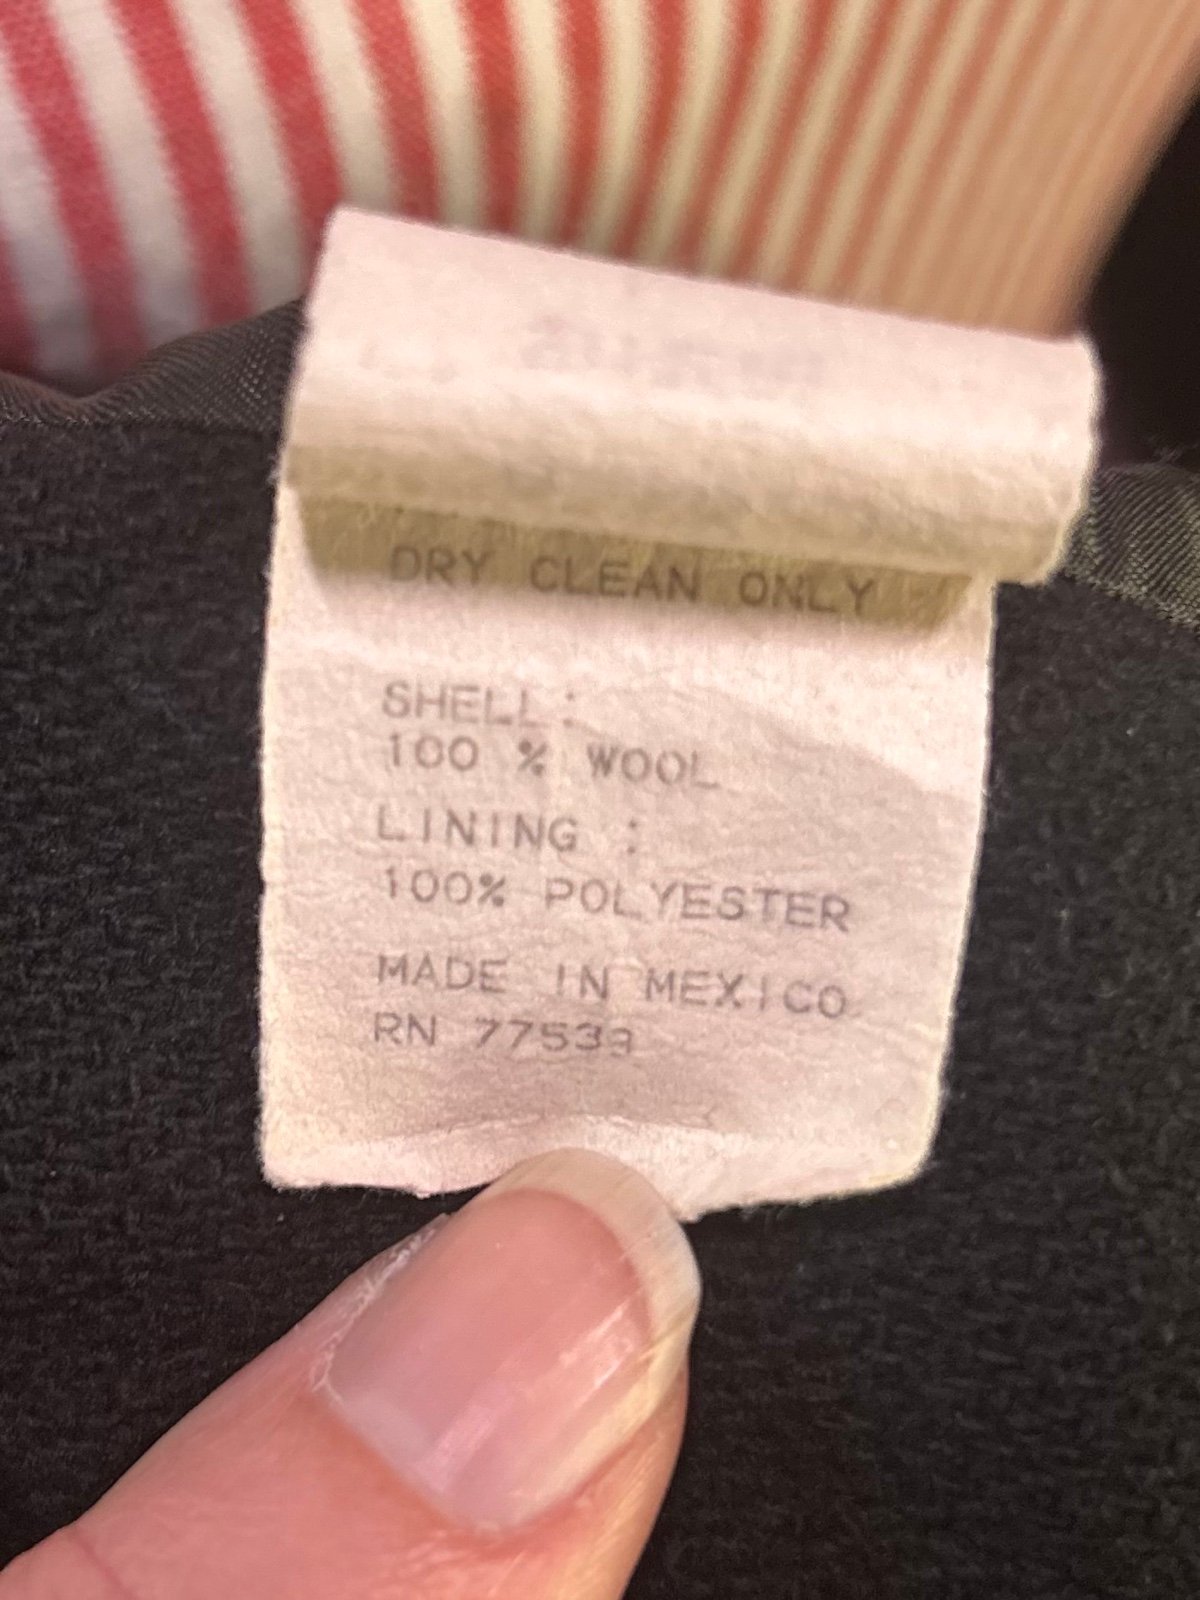 DRY CLEAN ONLY
SHELL:
100 % WOOL
LINING :
100% POLYESTER
MADE IN MEXICO
RN 77539